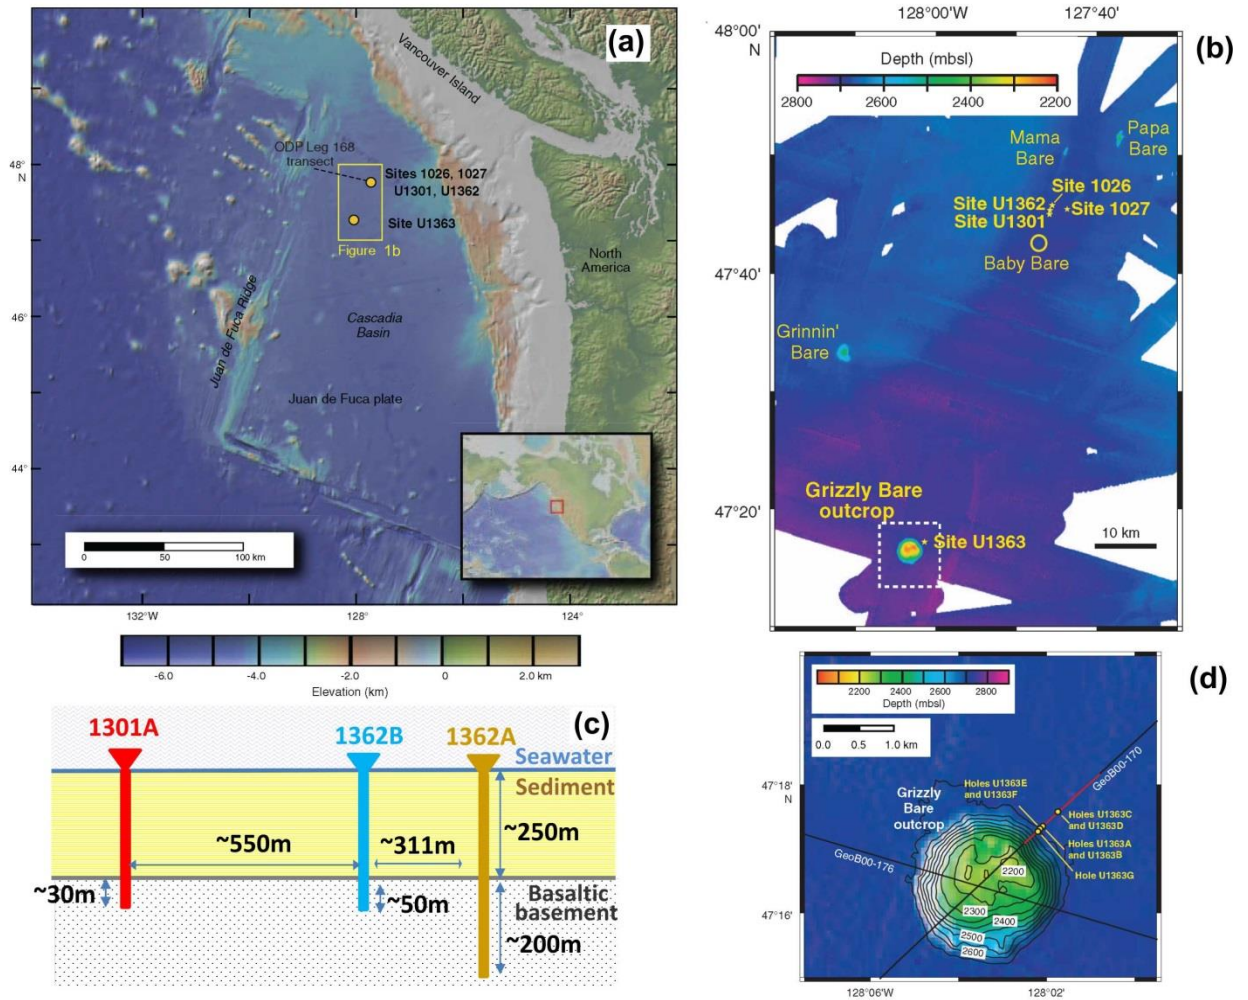 (a)
Vancouver Island
ODP Leg 168
transect
Sites 1026, 1027
U1301, U1362
Site U1363
Figure 1b
North
America
Juan de Fuca Ridge
Cascadia
Basin
Juan de Fuca plate
48°
N
46°
44°
0
50
100 km
132°W
128°
124°
-6.0
-4.0
-2.0
0
2.0 km
Elevation (km)
(b)
128°00'W
127°40'
48°00'
N
47°40'
47°20'
Depth (mbsl)
2800
2600
2400
2200
Mama
Bare
Papa
Bare
Site 1026
Site U1362
Site 1027
Site U1301
Baby Bare
Grinnin'
Bare
Grizzly Bare
outcrop
Site U1363
10 km
(c)
1301A
1362B
1362A
Seawater
Sediment
~250m
~550m
~311m
~30m
~50m
Basaltic
basement
~200m
(d)
2200
2400
2600
2800
Depth (mbsl)
0.0
0.5
1.0 km
47°18'
N
47°16'
128°06'W
128°02'
Grizzly
Bare
outcrop
Holes U1363E
and U1363F
GeoB00-170
Holes U1363C
and U1363D
Holes U1363A
and U1363B
Hole U1363G
GeoB00-176
2200
2300
2400
2500
2600